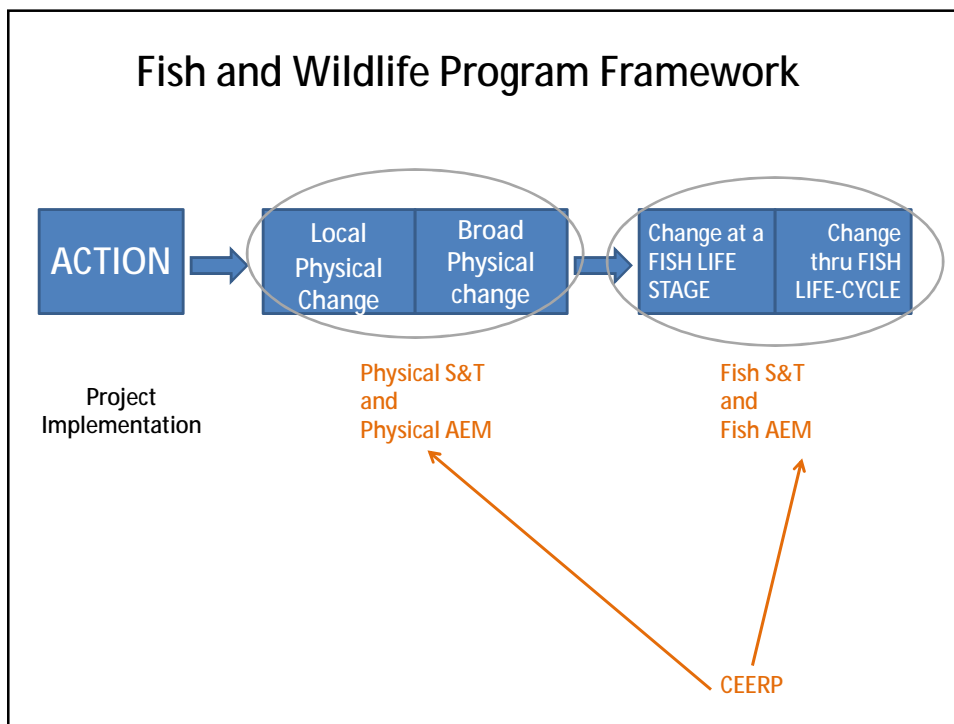 Fish and Wildlife Program Framework
ACTION
Local
Physical
Change
Broad
Physical
change
Change at a
FISH LIFE
STAGE
Change
thru FISH
LIFE-CYCLE
Project
Implementation
Physical S&T
and
Physical AEM
Fish S&T
and
Fish AEM
CEERP